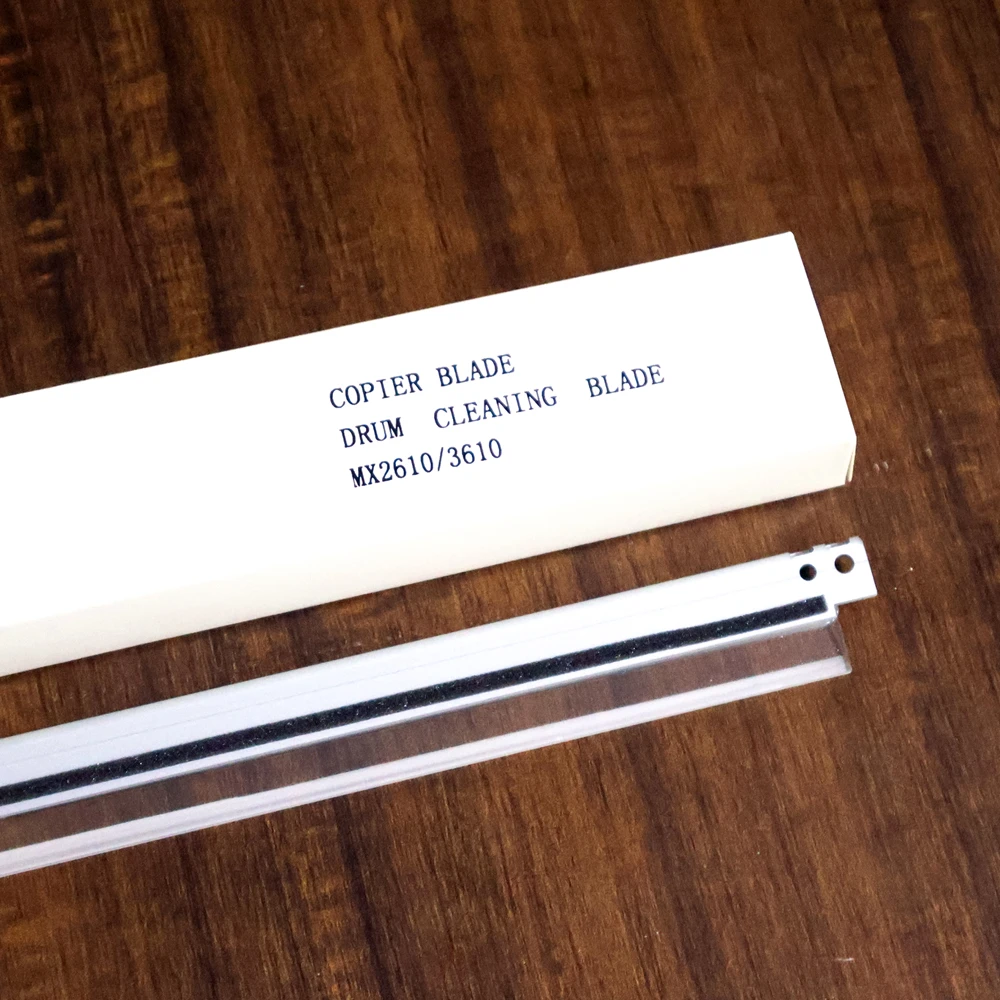 COPIER BLADE
DRUM CLEANING BLADE
MX2610/3610